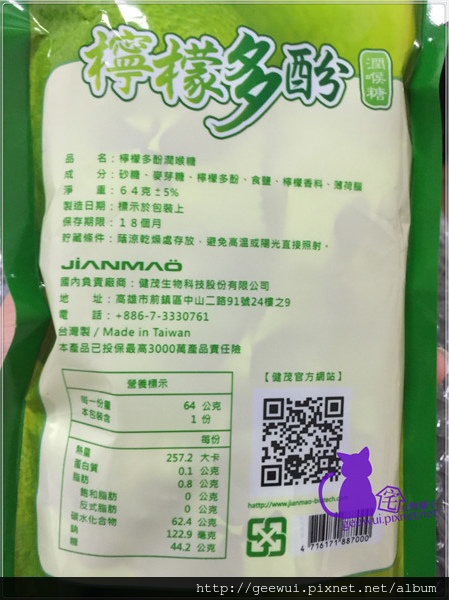 檸檬多酚
潤喉糖
品 名：檸檬多酚潤喉糖
成 分：砂糖、麥芽糖、檸檬多酚、食鹽、檸檬香料、薄荷腦
淨 重：64克±5%
製造日期：標示於包裝上
保存期限：18個月
貯藏條件：蔭涼乾燥處存放、避免高溫或陽光直接照射。
JIANMAO
國內負責廠商：健茂生物科技股份有限公司
地 址：高雄市前鎮區中山二路91號24樓之9
電 話：+886-7-3330761
台灣製 / Made in Taiwan
本產品已投保最高3000萬產品責任險
營養標示
每一份量 64 公克
本包裝含 1 份
每份
熱量 257.2 大卡
蛋白質 0.1 公克
脂肪 0.8 公克
飽和脂肪 0 公克
反式脂肪 0 公克
碳水化合物 62.4 公克
鈉 122.9 毫克
糖 44.2 公克
【健茂官方網站】
http://www.jianmao-biotech.com
4 716171 887000
geewui.pixnet
http://geewui.pixnet.net/album